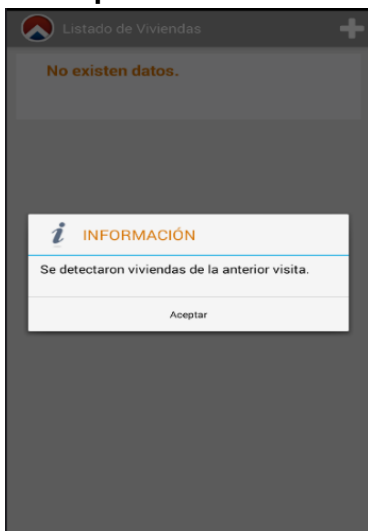 Listado de Viviendas
No existen datos.
INFORMACIÓN
Se detectaron viviendas de la anterior visita.
Aceptar